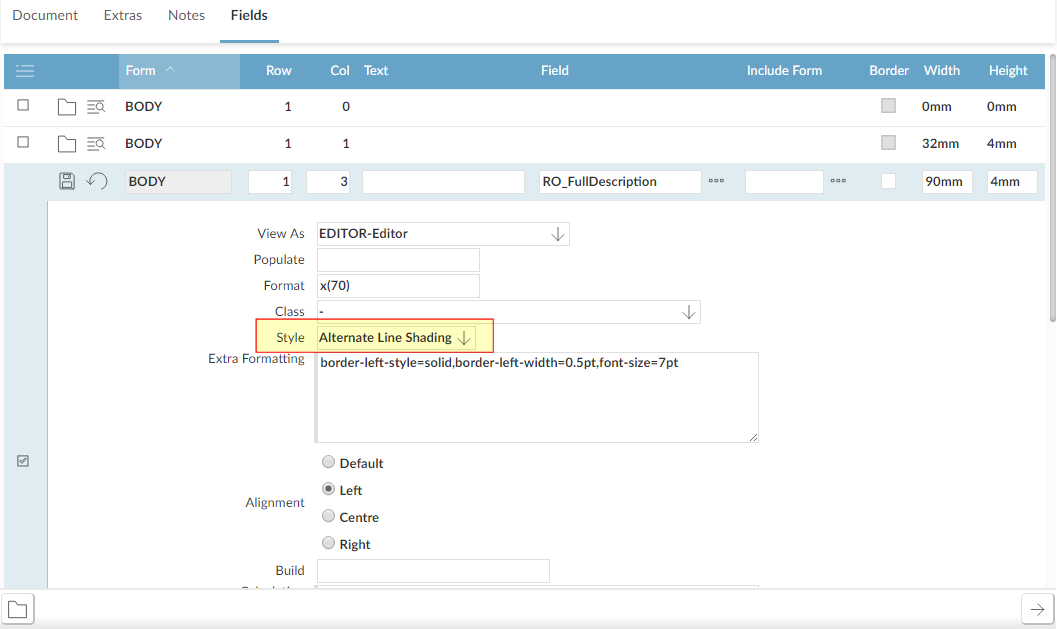 Document Extras Notes Fields
Form Row Col Text Field Include Form Border Width Height
BODY 1 0 0mm 0mm
BODY 1 1 32mm 4mm
BODY 1 3 RO_FullDescription 90mm 4mm
View As EDITOR-Editor
Populate
Format x(70)
Class -
Style Alternate Line Shading
Extra Formatting border-left-style=solid,border-left-width=0.5pt,font-size=7pt
Default
Left
Alignment
Centre
Right
Build